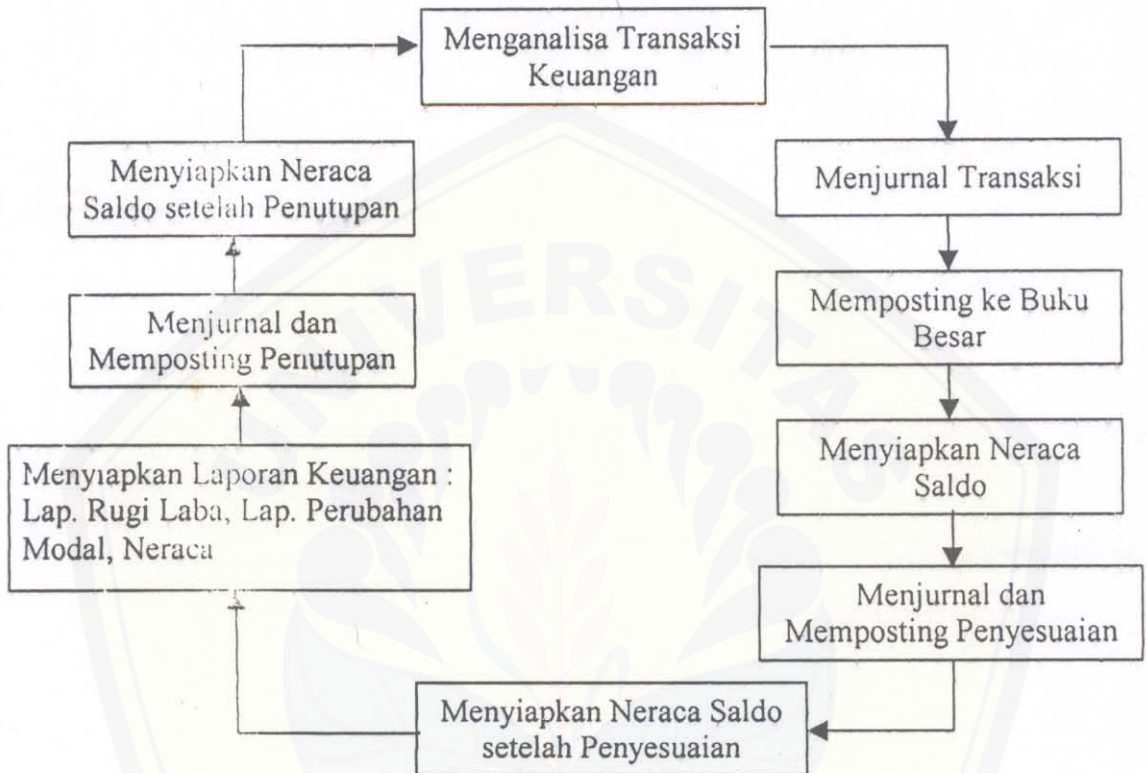 Menganalisa Transaksi
Keuangan
Menjurnal Transaksi
Memposting ke Buku
Besar
Menyiapkan Neraca
Saldo
Menjurnal dan
Memposting Penyesuaian
Menyiapkan Neraca Saldo
setelah Penyesuaian
Menyiapkan Laporan Keuangan :
Lap. Rugi Laba, Lap. Perubahan
Modal, Neraca
Menjurnal dan
Memposting Penutupan
Menyiapkan Neraca
Saldo setelah Penutupan
UNIVERSITAS